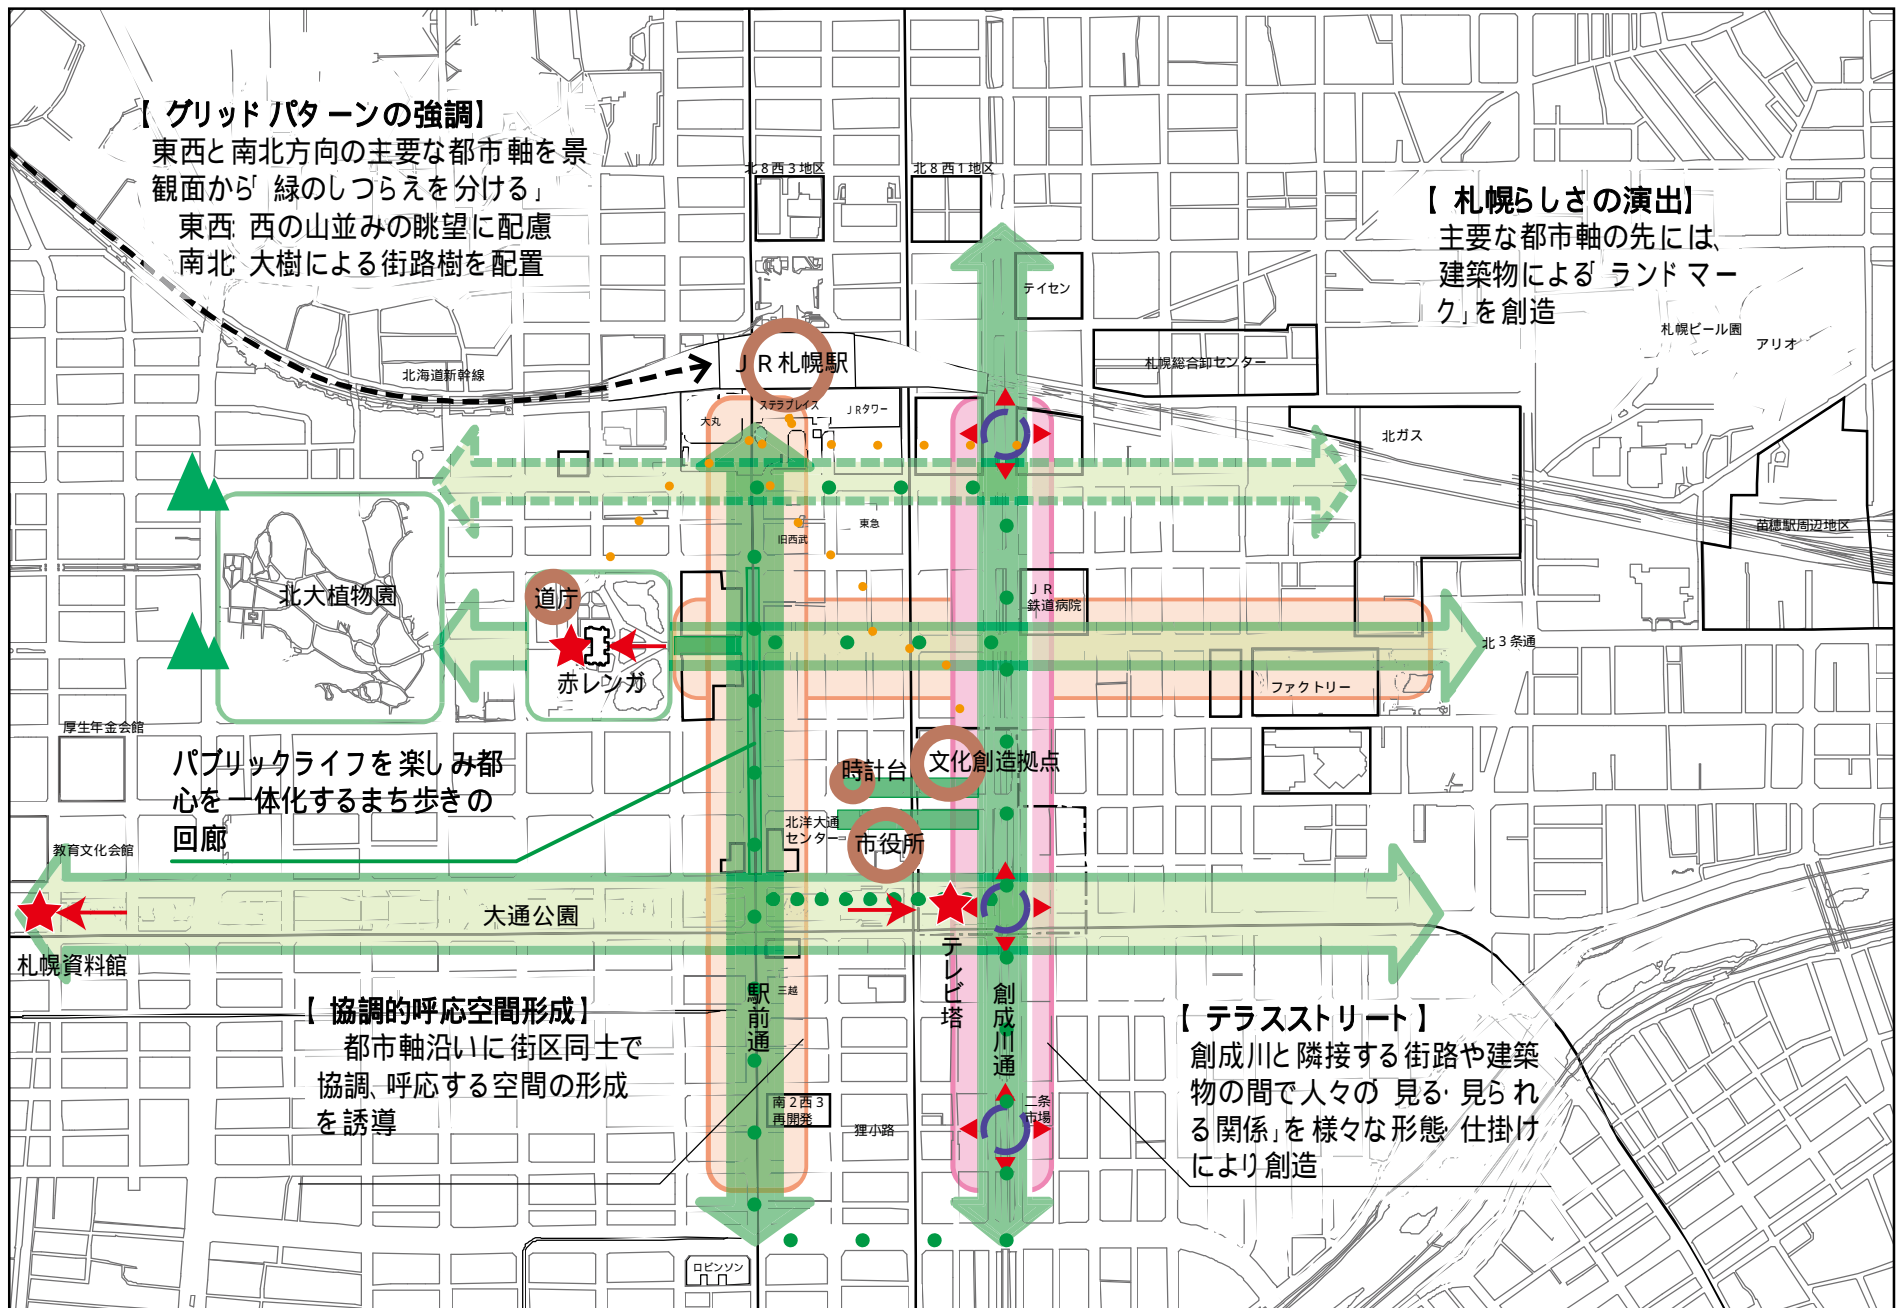 【グリッドパターンの強調】
東西と南北方向の主要な都市軸を景
観面から「緑のしつらえを分ける」
東西:西の山並みの眺望に配慮
南北:大樹による街路樹を配置
北8西3地区
北8西1地区
【札幌らしさの演出】
主要な都市軸の先には、
建築物による「ランドマー
ク」を創造
テイセン
札幌ビール園
アリオ
札幌総合卸センター
JR札幌駅
北海道新幹線
ステラプレイス
JRタワー
大丸
北ガス
東急
旧西武
苗穂駅周辺地区
北大植物園
道庁
JR
鉄道病院
北3条通
赤レンガ
ファクトリー
厚生年金会館
パブリックライフを楽しみ都
心を一体化するまち歩きの
回廊
時計台
文化創造拠点
北洋大通
センター
市役所
教育文化会館
大通公園
札幌資料館
テレビ塔
駅前通
三越
創成川通
【協調的呼応空間形成】
都市軸沿いに街区同士で
協調、呼応する空間の形成
を誘導
【テラスストリート】
創成川と隣接する街路や建築
物の間で人々の「見る・見られ
る関係」を様々な形態・仕掛け
により創造
南2西3
再開発
狸小路
二条
市場
ロビンソン